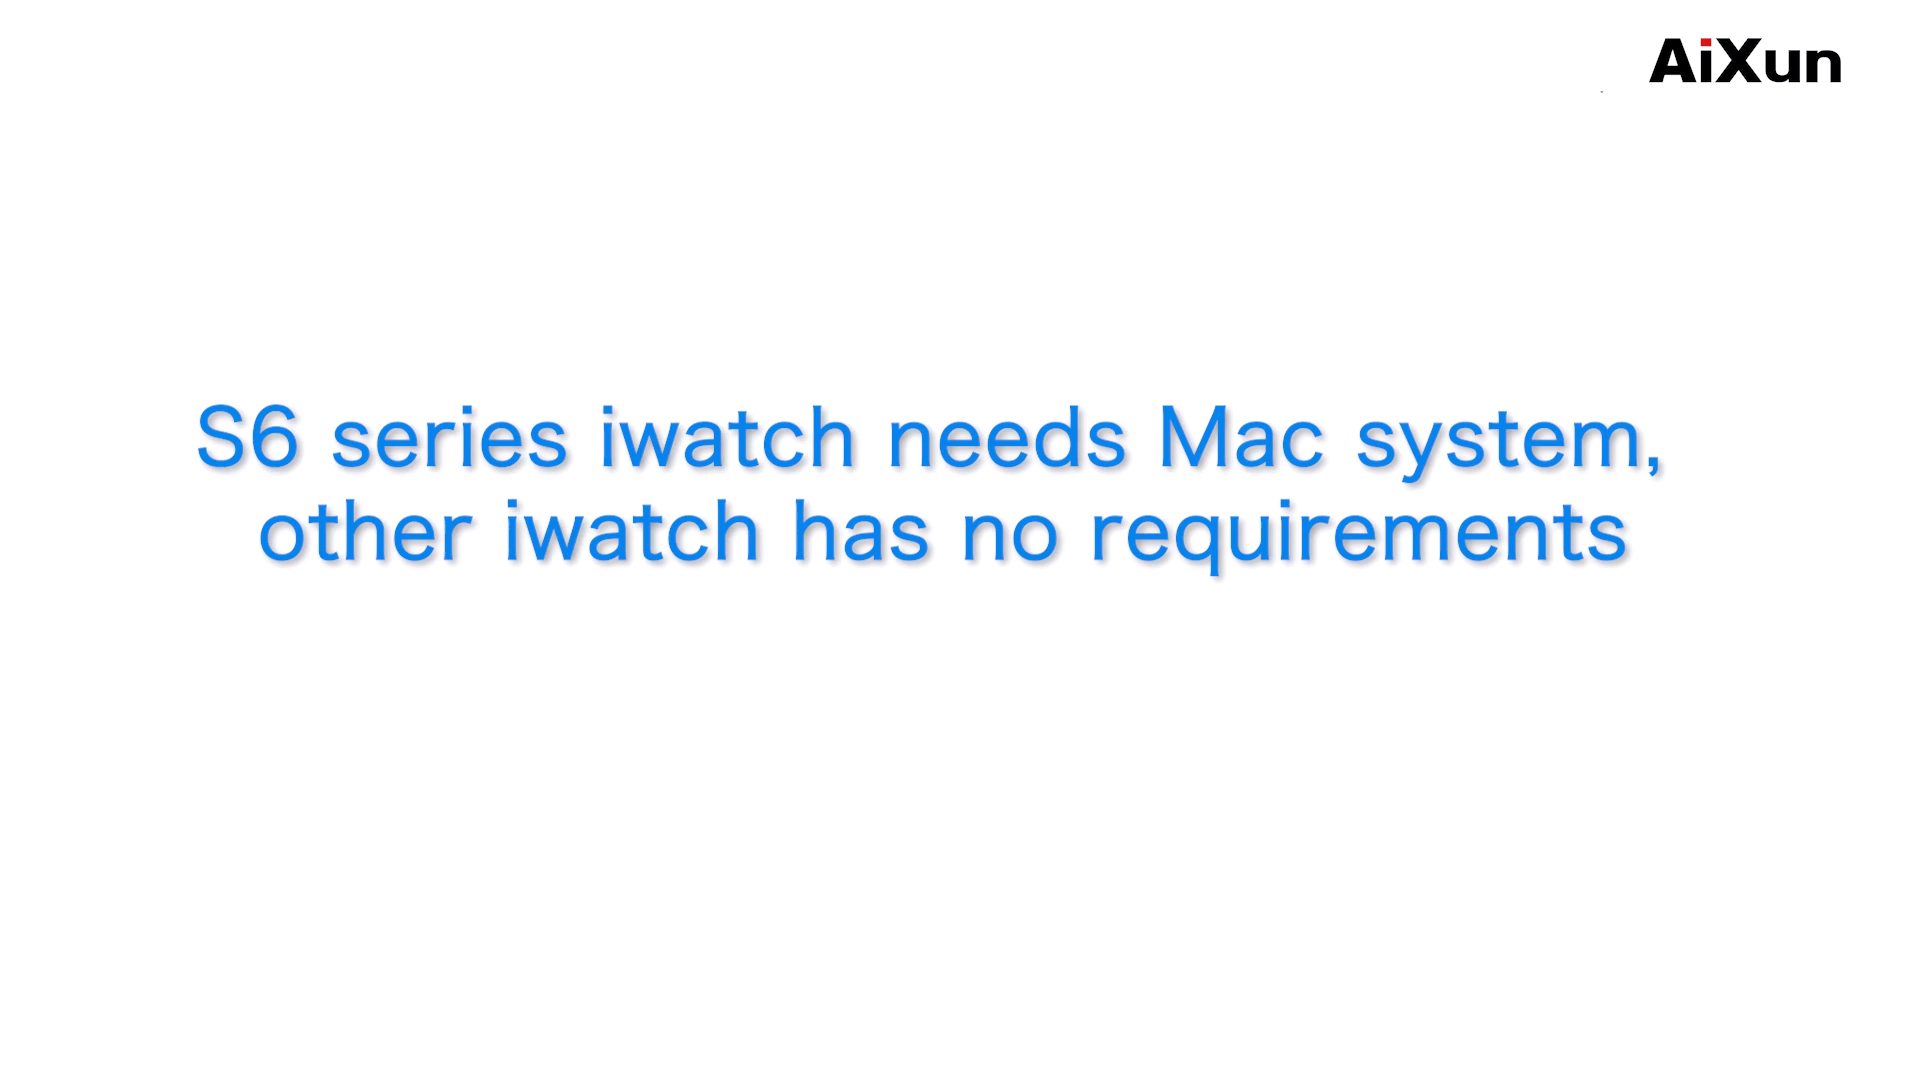 AiXun
S6 series iwatch needs Mac system,
other iwatch has no requirements